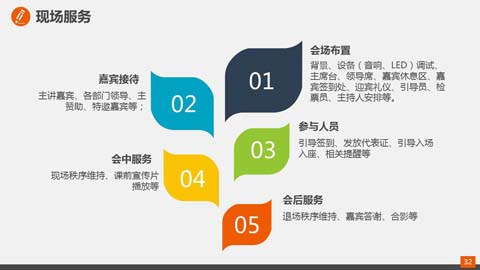 现场服务
01
会场布置
背景、设备（音响、LED）调试、
主席台、领导席、嘉宾休息区、嘉
宾签到处、迎宾礼仪、引导员、检
票员、主持人安排等。
02
嘉宾接待
主讲嘉宾、各部门领导、主
赞助、特邀嘉宾等；
03
参与人员
引导签到、发放代表证、引导入场
入座、相关提醒等
04
会中服务
现场秩序维持、课前宣传片
播放等
05
会后服务
退场秩序维持、嘉宾答谢、合影等
32